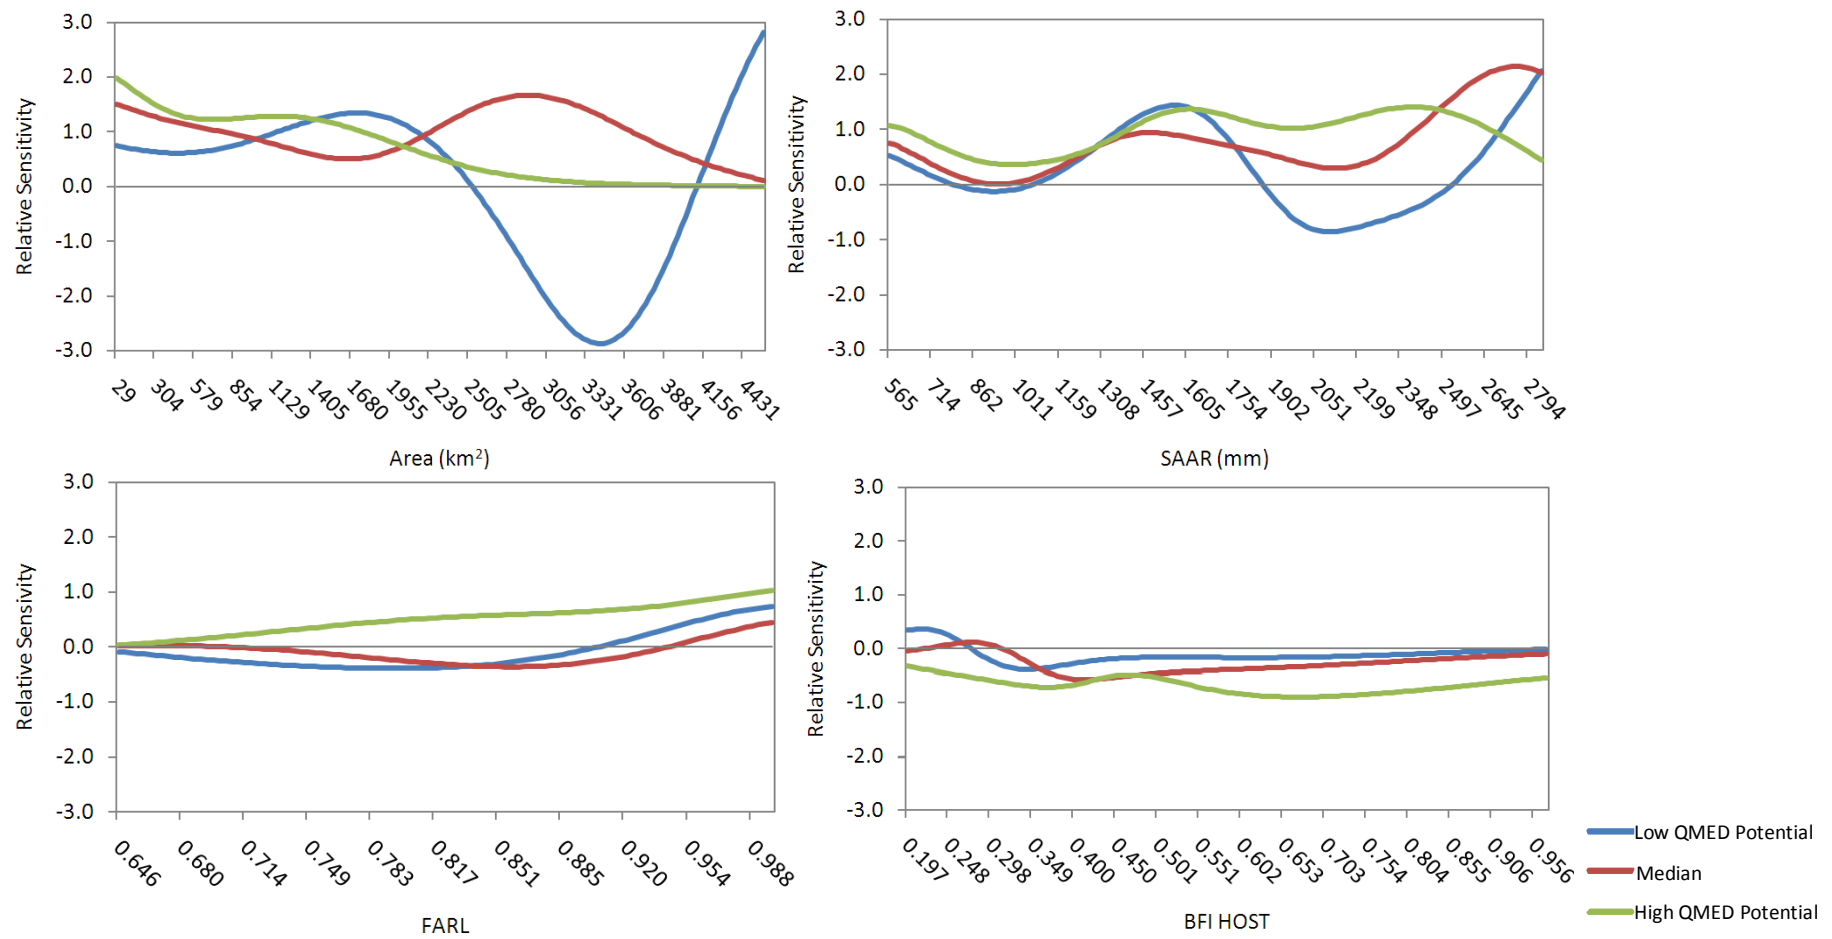 3.0
2.0
1.0
0.0
-1.0
-2.0
-3.0
Relative Sensitivity
29 304 579 854 1129 1405 1680 1955 2230 2505 2780 3056 3331 3606 3881 4156 4431
Area (km²)
3.0
2.0
1.0
0.0
-1.0
-2.0
-3.0
Relative Sensitivity
565 714 862 1011 1159 1308 1457 1605 1754 1902 2051 2199 2348 2497 2645 2794
SAAR (mm)
3.0
2.0
1.0
0.0
-1.0
-2.0
-3.0
Relative Sensivity
0.646 0.680 0.714 0.749 0.783 0.817 0.851 0.885 0.920 0.954 0.988
FARL
3.0
2.0
1.0
0.0
-1.0
-2.0
-3.0
Relative Sensitivity
0.197 0.248 0.298 0.349 0.400 0.450 0.501 0.551 0.602 0.653 0.703 0.754 0.804 0.855 0.906 0.956
BFI HOST
Low QMED Potential
Median
High QMED Potential